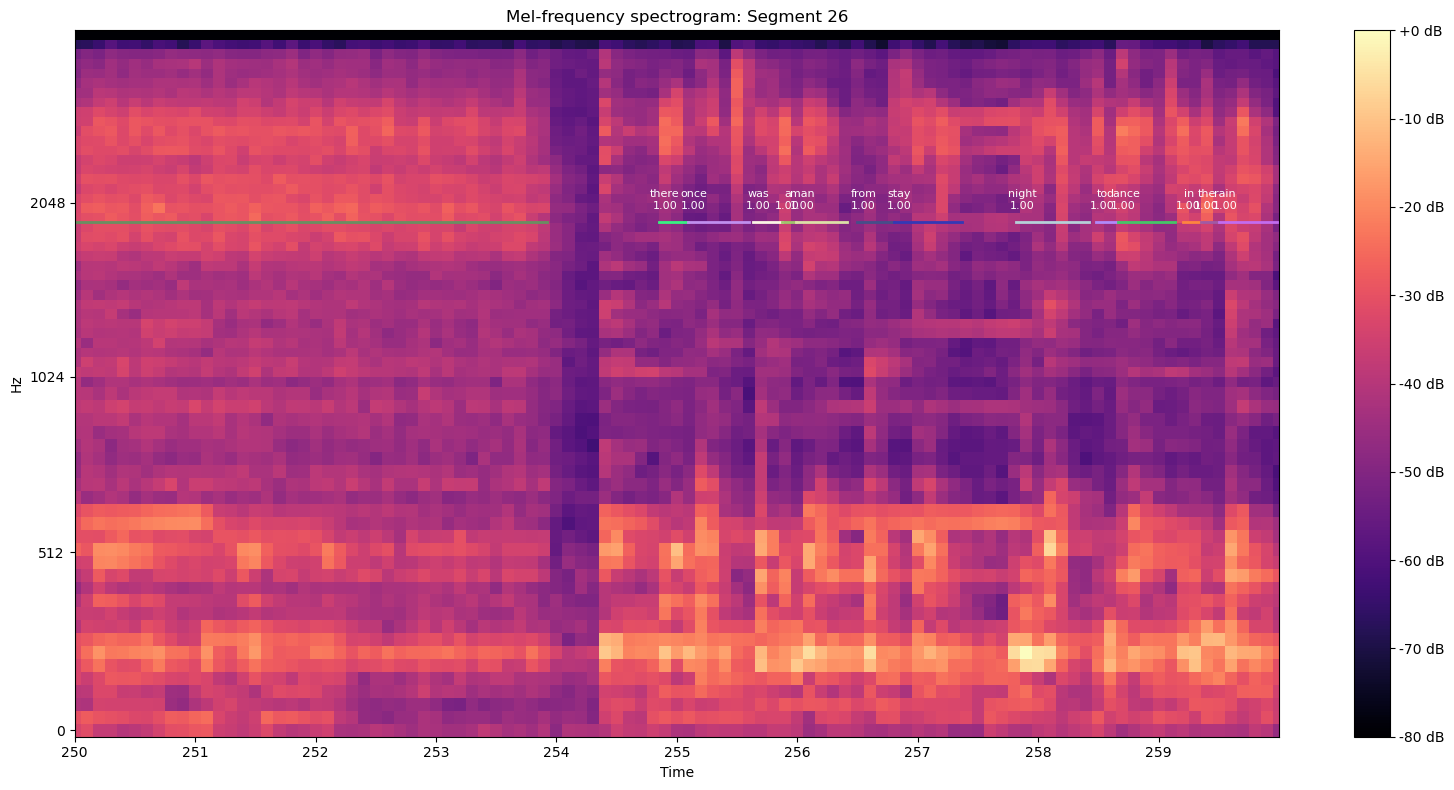 Mel-frequency spectrogram: Segment 26
+0 dB
-10 dB
-20 dB
-30 dB
-40 dB
-50 dB
-60 dB
-70 dB
-80 dB
Hz
2048
1024
512
0
there once was a man from stay night to dance in the rain
1.00 1.00 1.00 1.00 1.00 1.00 1.00 1.00 1.00 1.00 1.00 1.00 1.00
250 251 252 253 254 255 256 257 258 259
Time